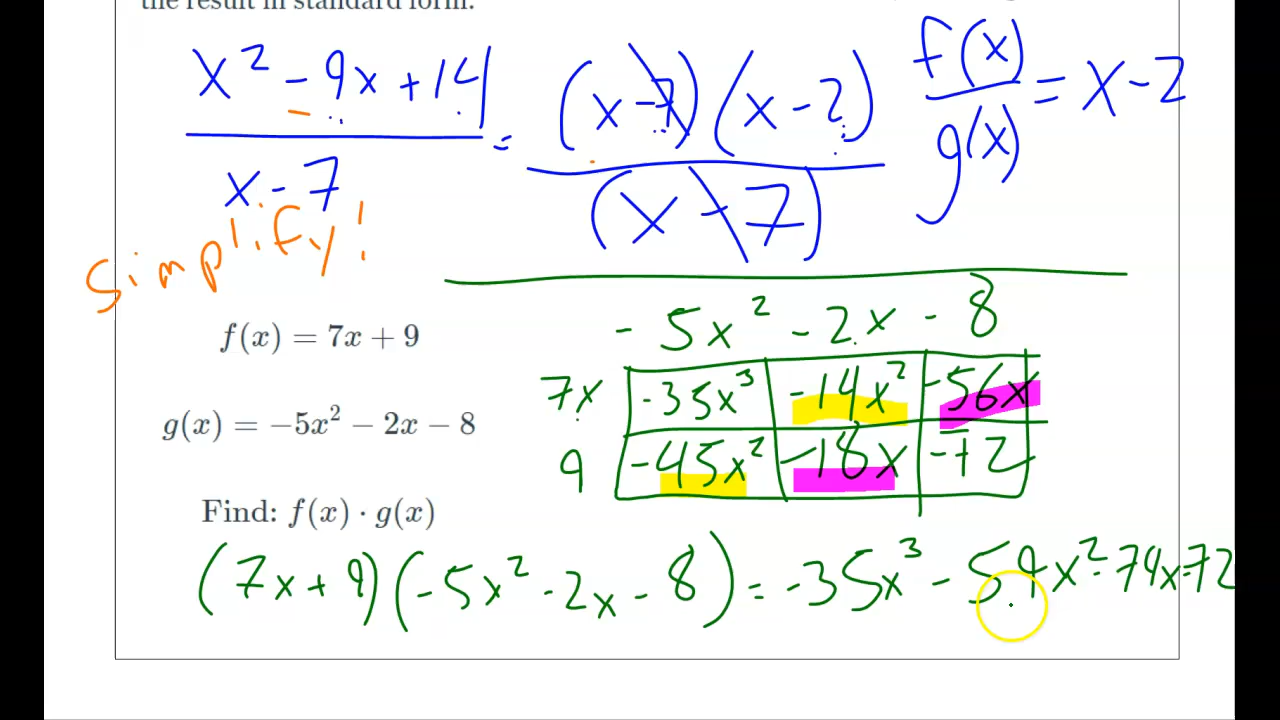 the result in standard form.
x² - 9x + 14 / x - 7 = (x - 7)(x - 2) / (x - 7)
f(x) / g(x) = x - 2
Simplify!
f(x) = 7x + 9
g(x) = −5x² − 2x − 8
Find: f(x) · g(x)
- 5x² - 2x - 8
7x -35x³ -14x² -56x
9 -45x² -18x -72
(7x + 9)(-5x² - 2x - 8) = -35x³ - 59x² - 74x - 72